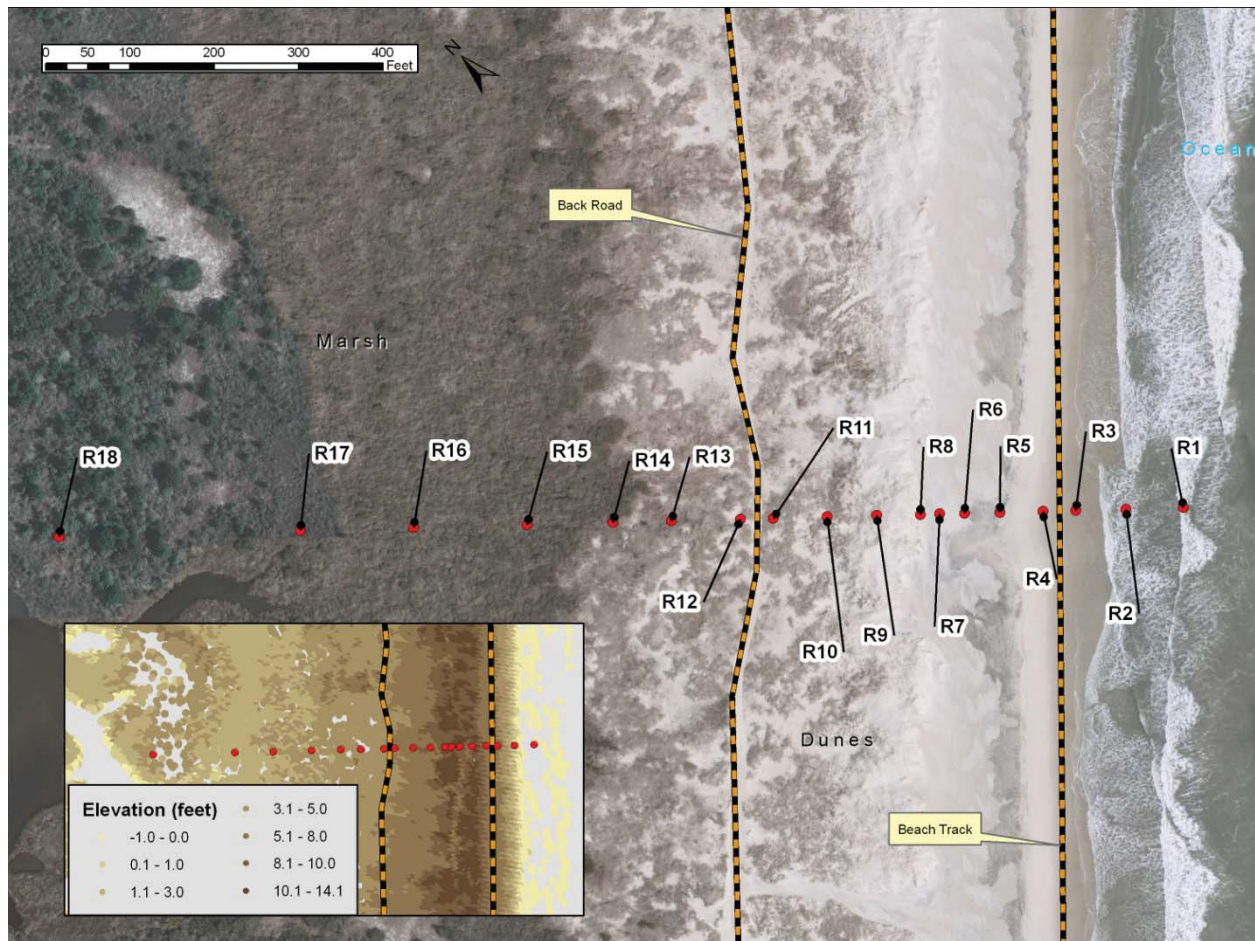 0 50 100 200 300 400
Feet
N
Ocean
Back Road
Marsh
R18
R17
R16
R15
R14
R13
R12
R11
R10
R9
R8
R7
R6
R5
R4
R3
R2
R1
Dunes
Beach Track
Elevation (feet)
-1.0 - 0.0
0.1 - 1.0
1.1 - 3.0
3.1 - 5.0
5.1 - 8.0
8.1 - 10.0
10.1 - 14.1